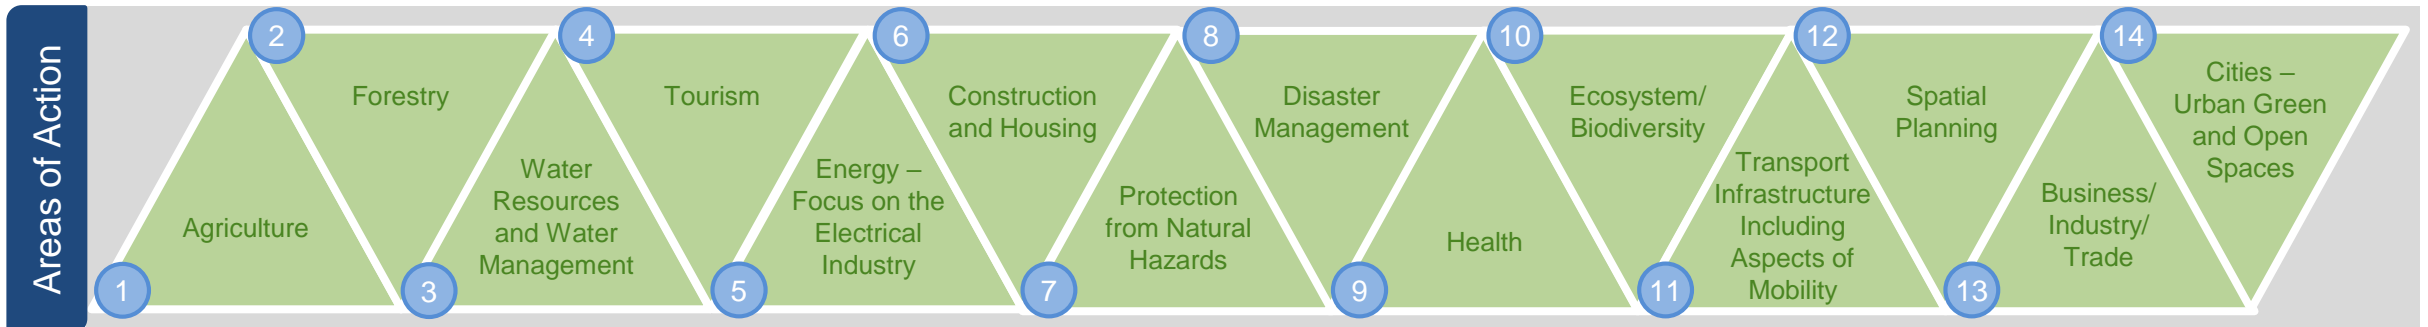 Areas of Action
1
Agriculture
2
Forestry
3
Water
Resources
and Water
Management
4
Tourism
5
Energy –
Focus on the
Electrical
Industry
6
Construction
and Housing
7
Protection
from Natural
Hazards
8
Disaster
Management
9
Health
10
Ecosystem/
Biodiversity
11
Transport
Infrastructure
Including
Aspects of
Mobility
12
Spatial
Planning
13
Business/
Industry/
Trade
14
Cities –
Urban Green
and Open
Spaces